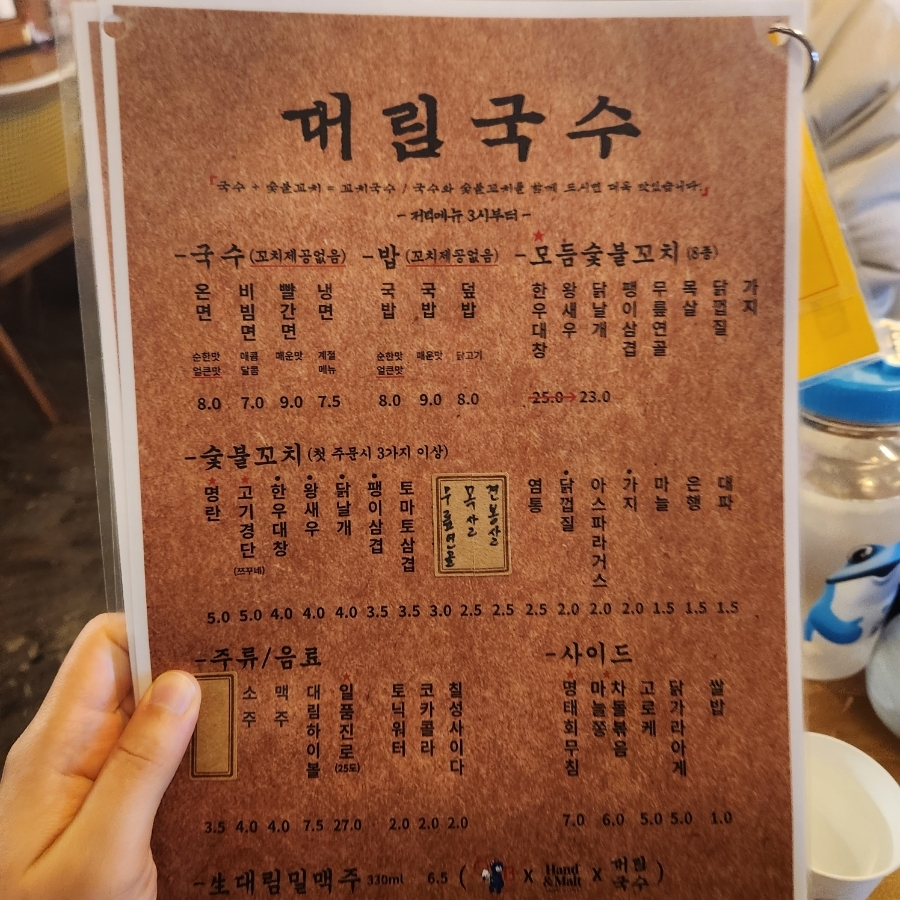 대림국수
「국수 + 숯불꼬치 = 꼬치국수 / 국수와 숯불꼬치를 함께 드시면 더욱 맛있습니다.」
- 저녁메뉴 3시부터 -
- 국수 (꼬치제공없음)
온면 비빔면 빨간면 냉면
순한맛 얼큰맛 매콤달콤 매운맛 계절메뉴
8.0 7.0 9.0 7.5
- 밥 (꼬치제공없음)
국밥 국밥 덮밥
순한맛 얼큰맛 매운맛 닭고기
8.0 9.0 8.0
- 모듬숯불꼬치 (8종)
한우대창 왕새우 닭날개 팽이삼겹 무릎연골 목살 닭껍질 가지
25.0→23.0
- 숯불꼬치 (첫 주문시 3가지 이상)
명란 고기경단 (쯔꾸네) 한우대창 왕새우 닭날개 팽이삼겹 토마토삼겹 무릎연골 목살 염통 닭껍질 아스파라거스 가지 마늘 은행 대파
5.0 5.0 4.0 4.0 4.0 3.5 3.5 3.0 2.5 2.5 2.5 2.0 2.0 2.0 1.5 1.5 1.5
- 주류/음료
소주 맥주 대림하이볼 일품진로 (25도) 토닉워터 코카콜라 칠성사이다
3.5 4.0 4.0 7.5 27.0 2.0 2.0 2.0
- 사이드
명태회무침 마늘쫑 차돌볶음 고로케 닭가라아게 쌀밥
7.0 6.0 5.0 5.0 1.0
- 生대림밀맥주 330ml 6.5 ( X Hand &Malt X 대림국수 )